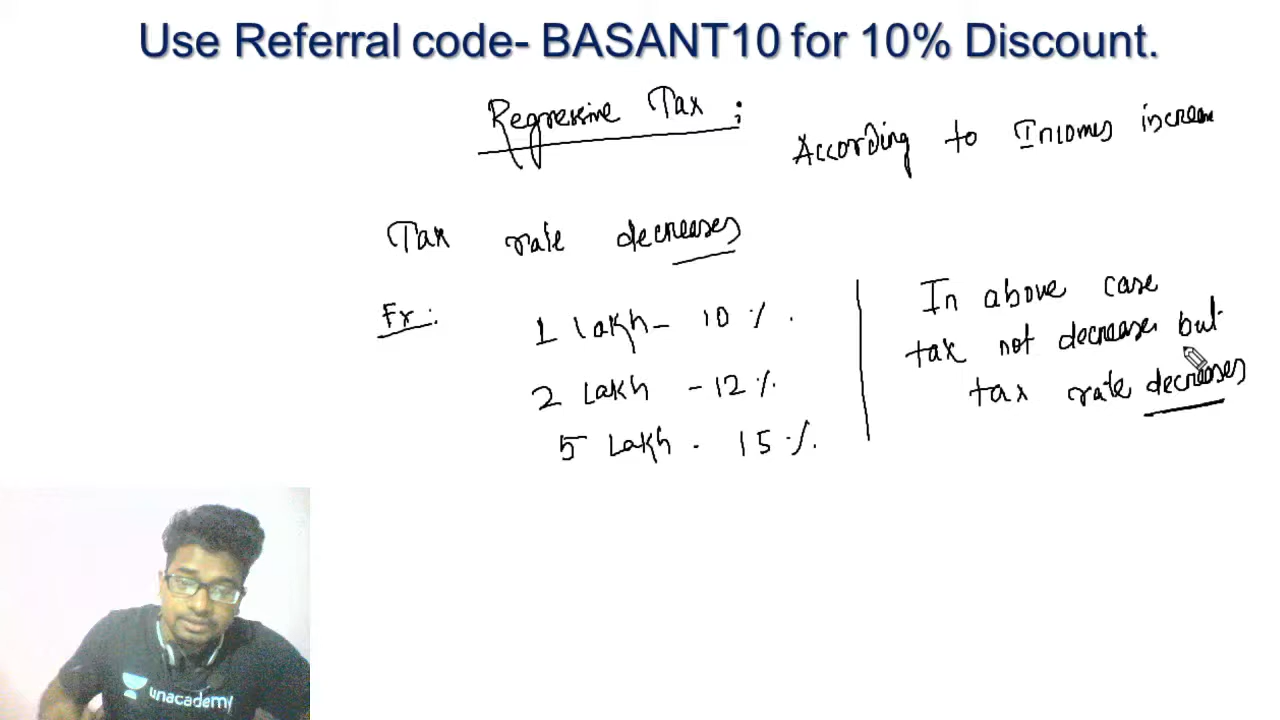 Use Referral code- BASANT10 for 10% Discount.
Regressive Tax :
According to Incomes increase
Tax rate decreases
Ex:
1 lakh - 10 %.
2 Lakh - 12 %
5 Lakh - 15 %.
In above case
tax not decreases but
tax rate decreases
unacademy